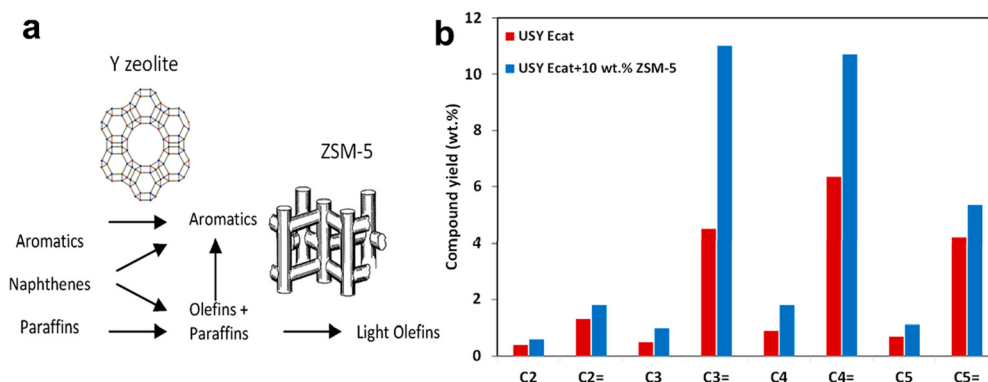 a
Y zeolite
ZSM-5
Aromatics
Aromatics
Naphthenes
Olefins +
Paraffins
Paraffins
Light Olefins
b
USY Ecat
USY Ecat+10 wt.% ZSM-5
Compound yield (wt.%)
12
10
8
6
4
2
0
C2 C2= C3 C3= C4 C4= C5 C5=